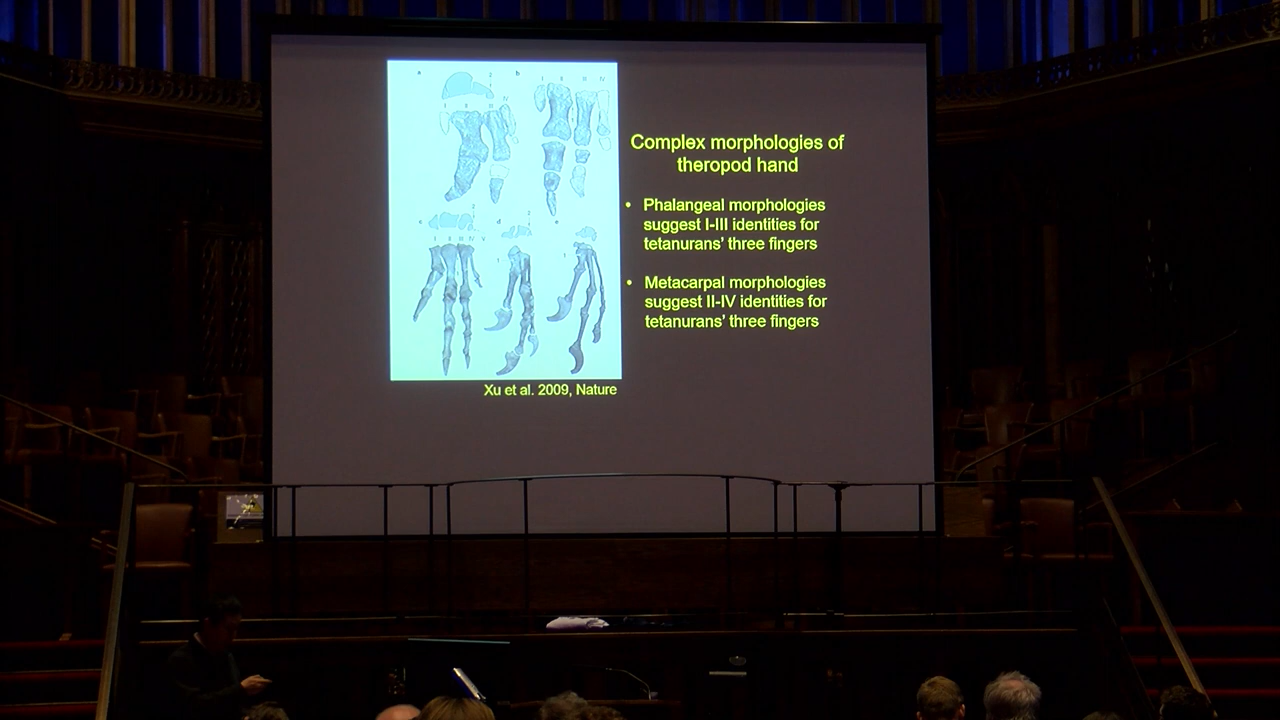 Complex morphologies of
theropod hand
• Phalangeal morphologies
suggest I-III identities for
tetanurans' three fingers
• Metacarpal morphologies
suggest II-IV identities for
tetanurans' three fingers
Xu et al. 2009, Nature